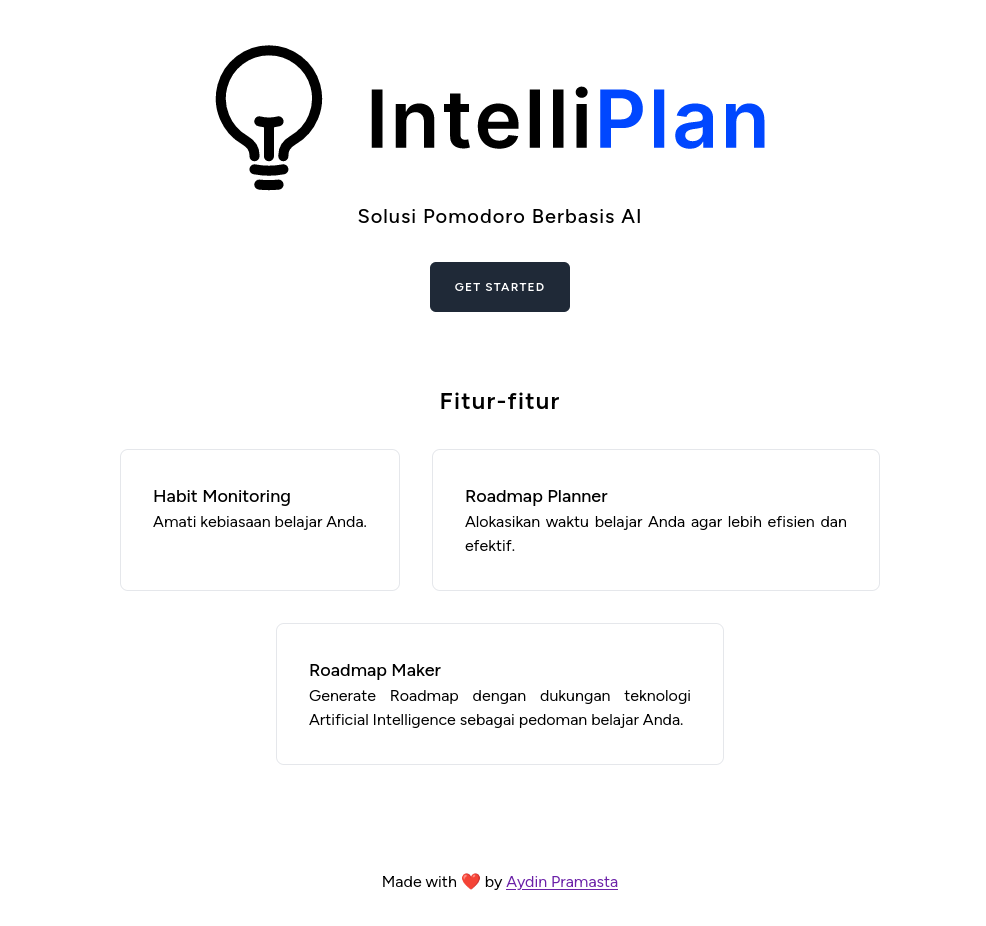 IntelliPlan
Solusi Pomodoro Berbasis AI
GET STARTED
Fitur-fitur
Habit Monitoring
Amati kebiasaan belajar Anda.
Roadmap Planner
Alokasikan waktu belajar Anda agar lebih efisien dan
efektif.
Roadmap Maker
Generate Roadmap dengan dukungan teknologi
Artificial Intelligence sebagai pedoman belajar Anda.
Made with ❤️ by Aydin Pramasta